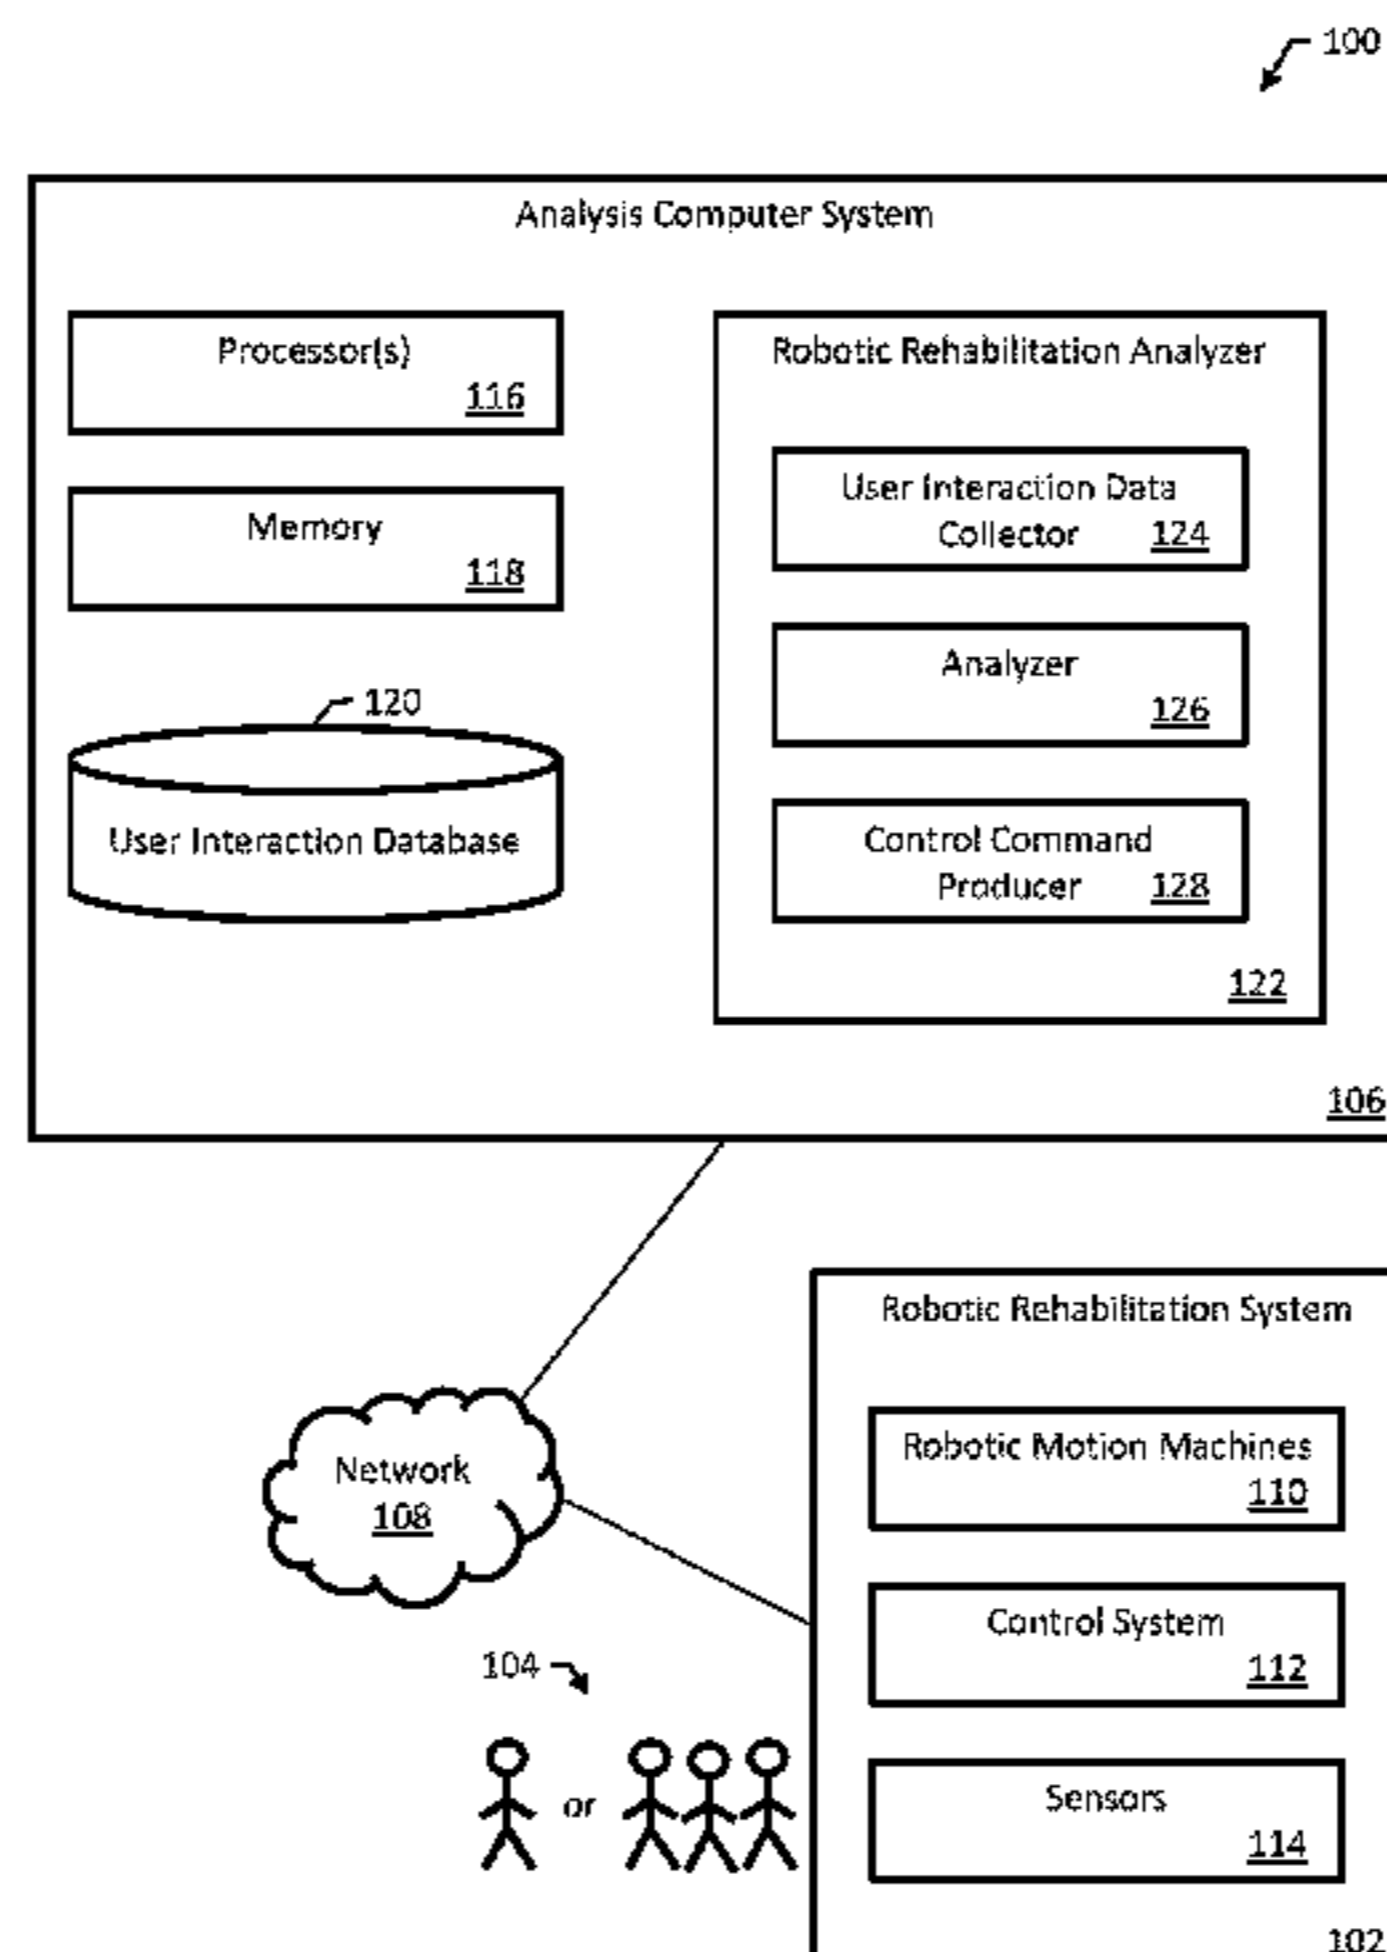 100
Analysis Computer System
Processor(s)
116
Memory
118
120
User Interaction Database
Robotic Rehabilitation Analyzer
User Interaction Data
Collector 124
Analyzer
126
Control Command
Producer 128
122
106
Network
108
104
or
Robotic Rehabilitation System
Robotic Motion Machines
110
Control System
112
Sensors
114
102